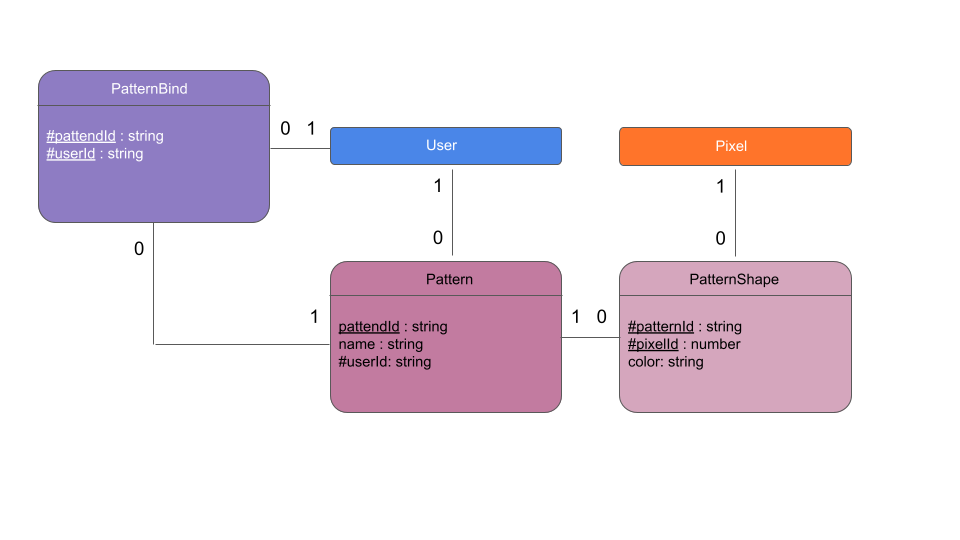 PatternBind
#pattendId : string
#userId : string
0 1
User
Pixel
1
0
1
0
0
1
Pattern
pattendId : string
name : string
#userId: string
1 0
PatternShape
#patternId : string
#pixelId : number
color: string